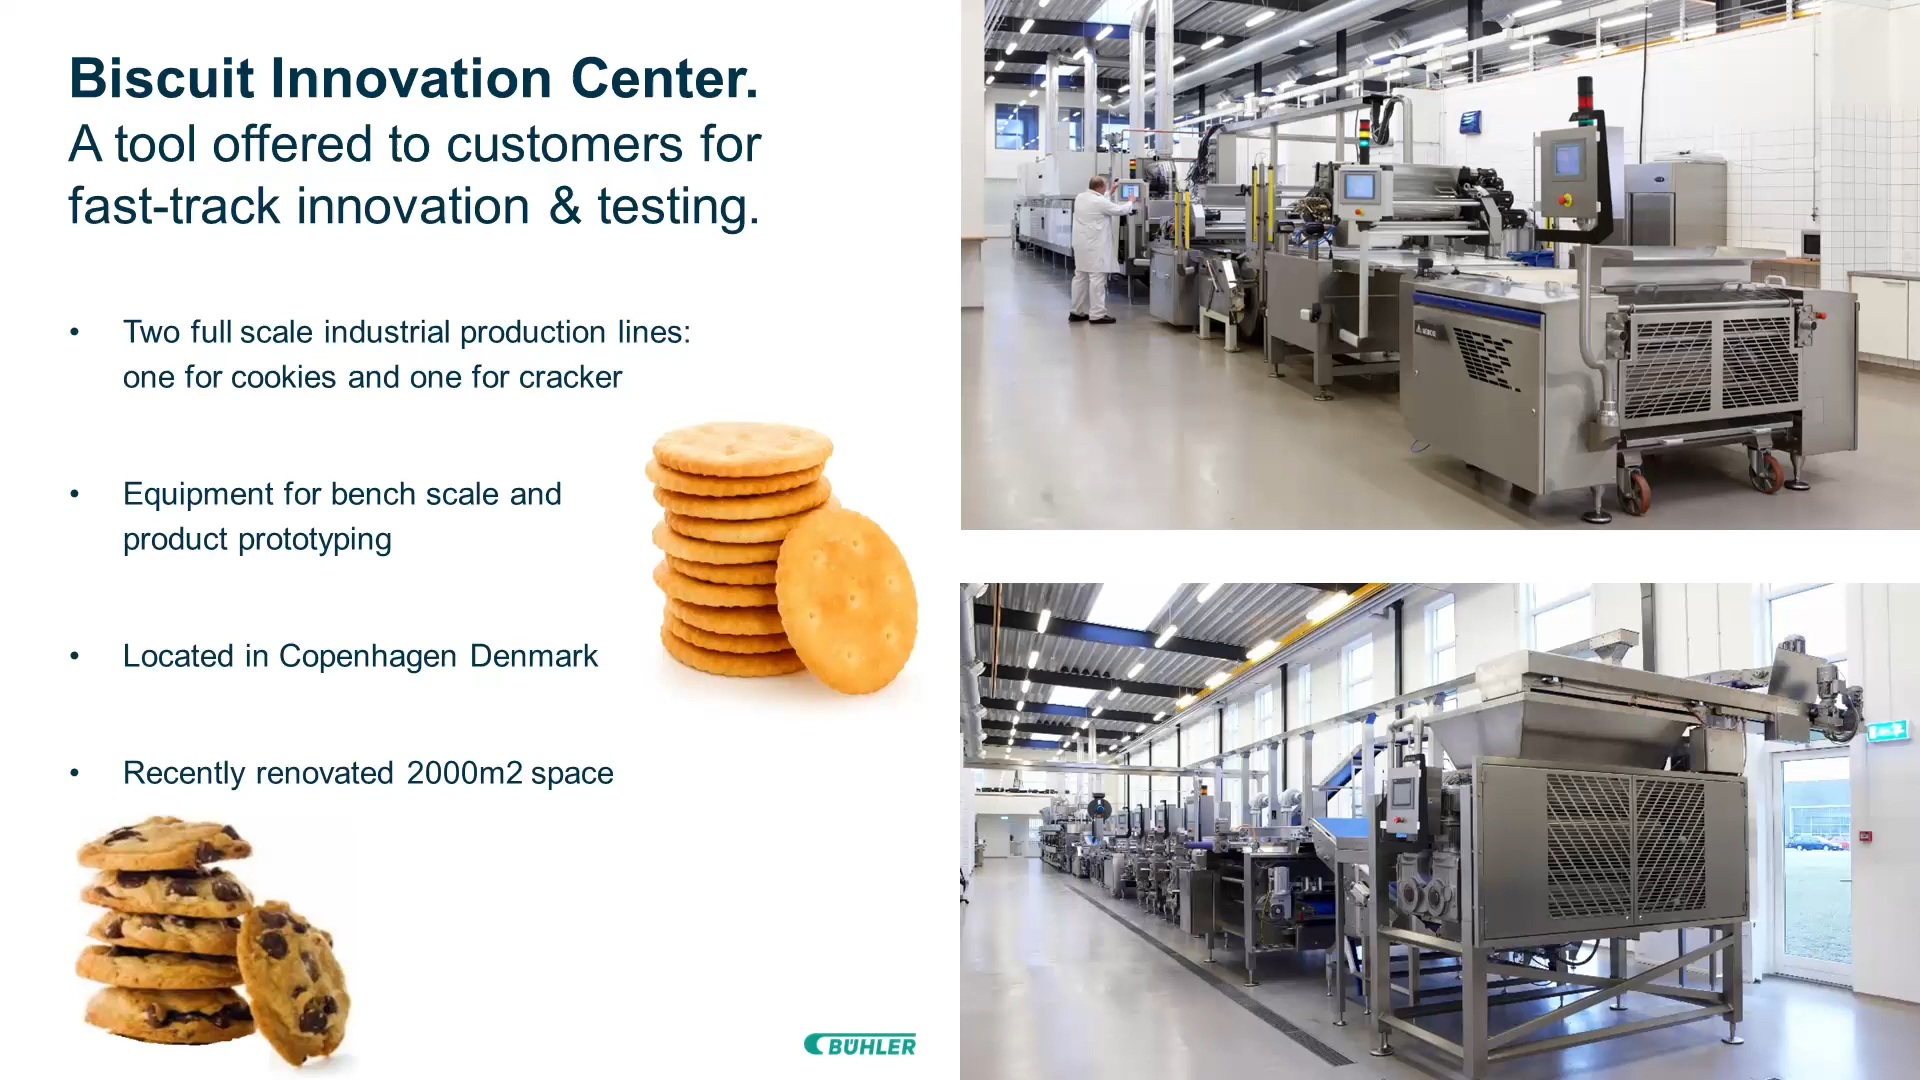 Biscuit Innovation Center.
A tool offered to customers for
fast-track innovation & testing.
• Two full scale industrial production lines:
one for cookies and one for cracker
• Equipment for bench scale and
product prototyping
• Located in Copenhagen Denmark
• Recently renovated 2000m2 space
BÜHLER